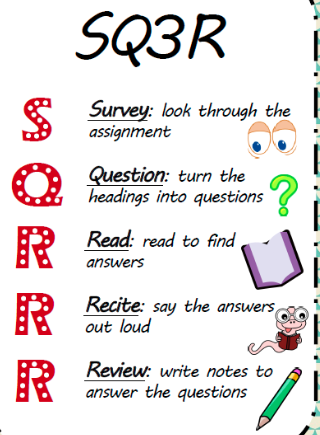 SQ3R
S Survey: look through the
assignment
Q Question: turn the
headings into questions
?
R Read: read to find
answers
R Recite: say the answers
out loud
R Review: write notes to
answer the questions